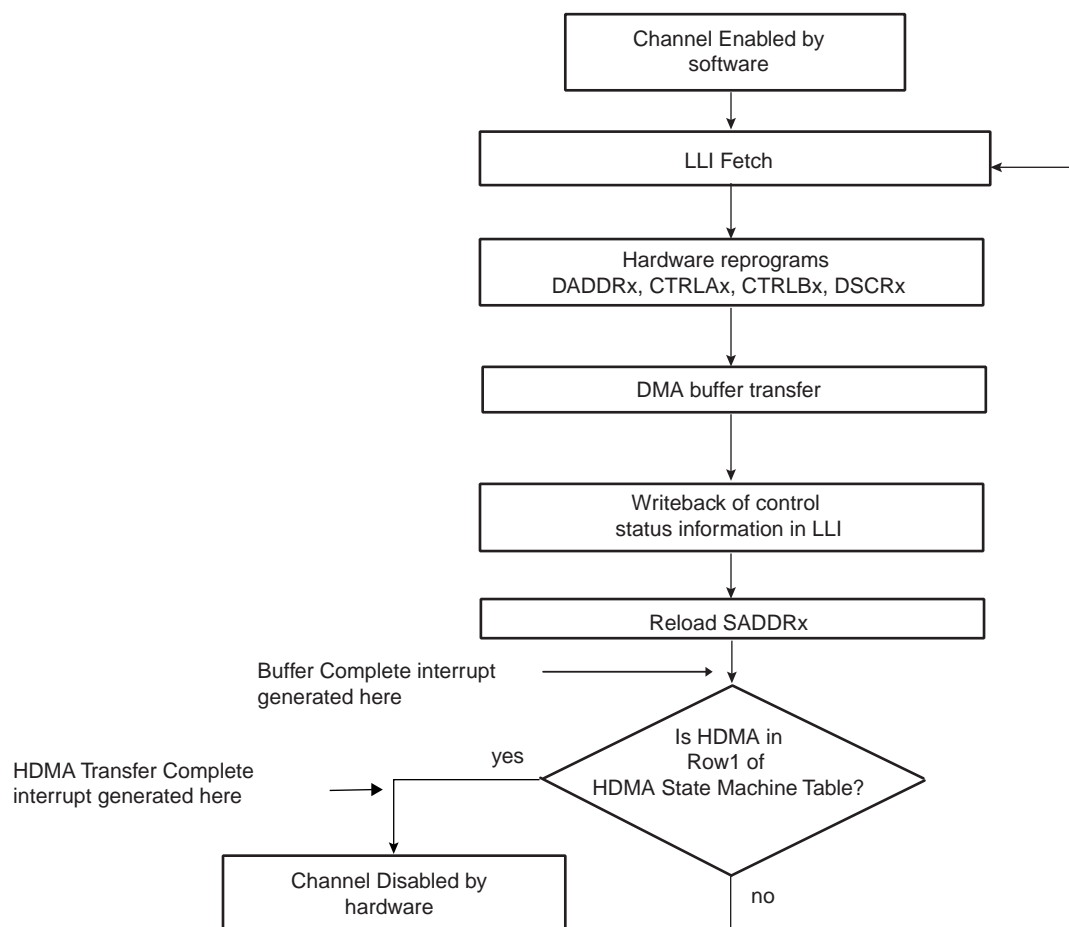 Channel Enabled by
software
LLI Fetch
Hardware reprograms
DADDRx, CTRLAx, CTRLBx, DSCRx
DMA buffer transfer
Writeback of control
status information in LLI
Reload SADDRx
Buffer Complete interrupt
generated here
Is HDMA in
Row1 of
HDMA State Machine Table?
yes
HDMA Transfer Complete
interrupt generated here
Channel Disabled by
hardware
no